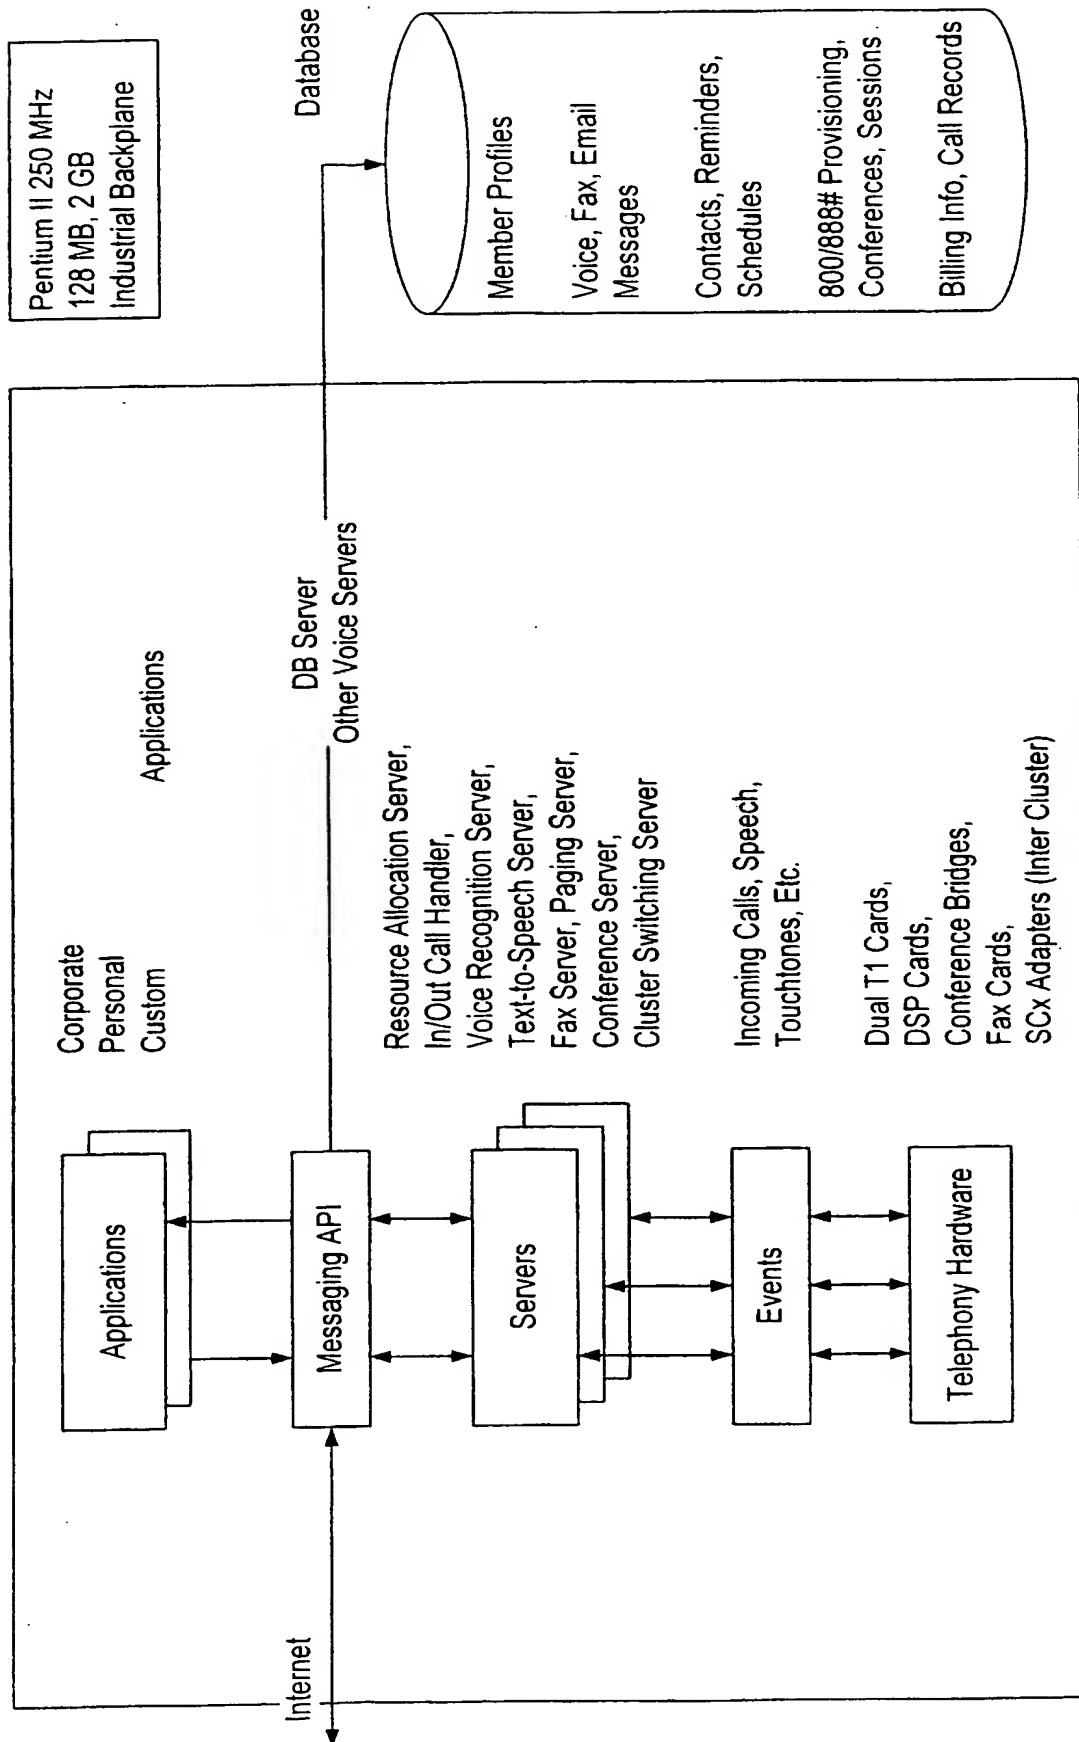 Pentium II 250 MHz
128 MB, 2 GB
Industrial Backplane
Database
Member Profiles
Voice, Fax, Email
Messages
Contacts, Reminders,
Schedules
800/888# Provisioning,
Conferences, Sessions
Billing Info, Call Records
Corporate
Personal
Custom
Applications
Applications
Internet
Messaging API
DB Server
Other Voice Servers
Servers
Resource Allocation Server,
In/Out Call Handler,
Voice Recognition Server,
Text-to-Speech Server,
Fax Server, Paging Server,
Conference Server,
Cluster Switching Server
Events
Incoming Calls, Speech,
Touchtones, Etc.
Telephony Hardware
Dual T1 Cards,
DSP Cards,
Conference Bridges,
Fax Cards,
SCx Adapters (Inter Cluster)